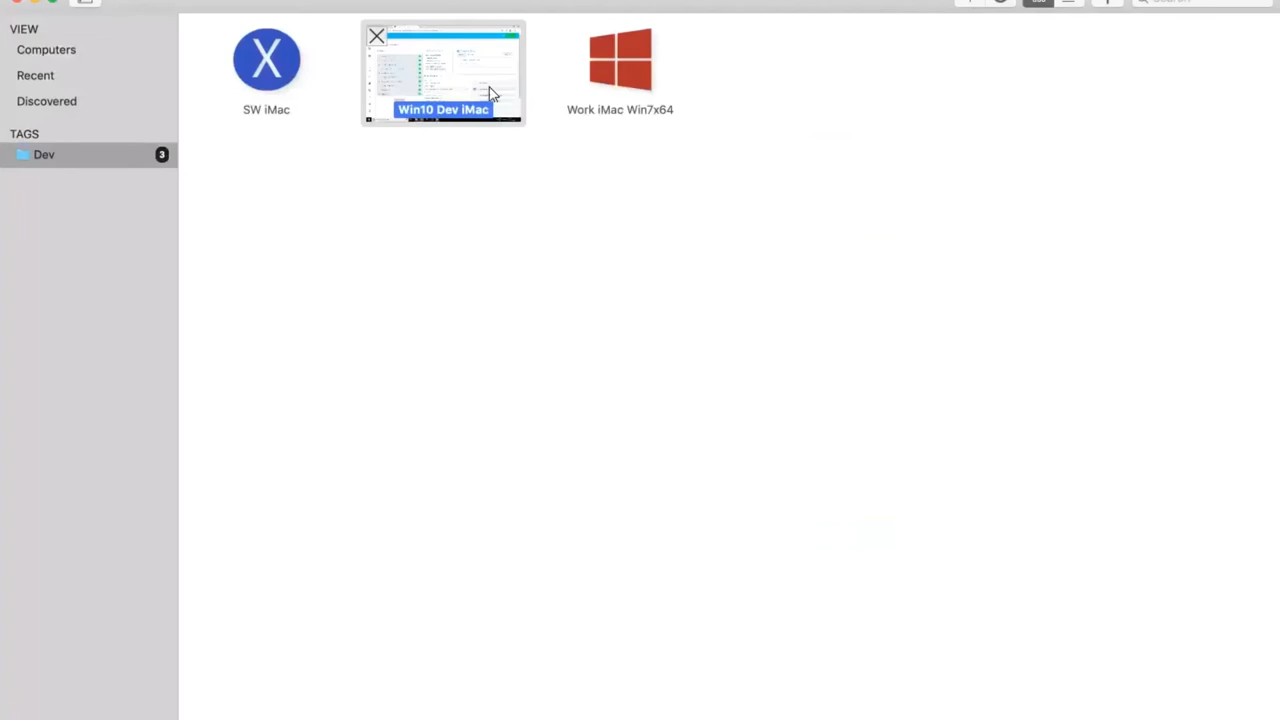 VIEW
Computers
Recent
Discovered
TAGS
Dev 3
SW iMac
Win10 Dev iMac
Work iMac Win7x64